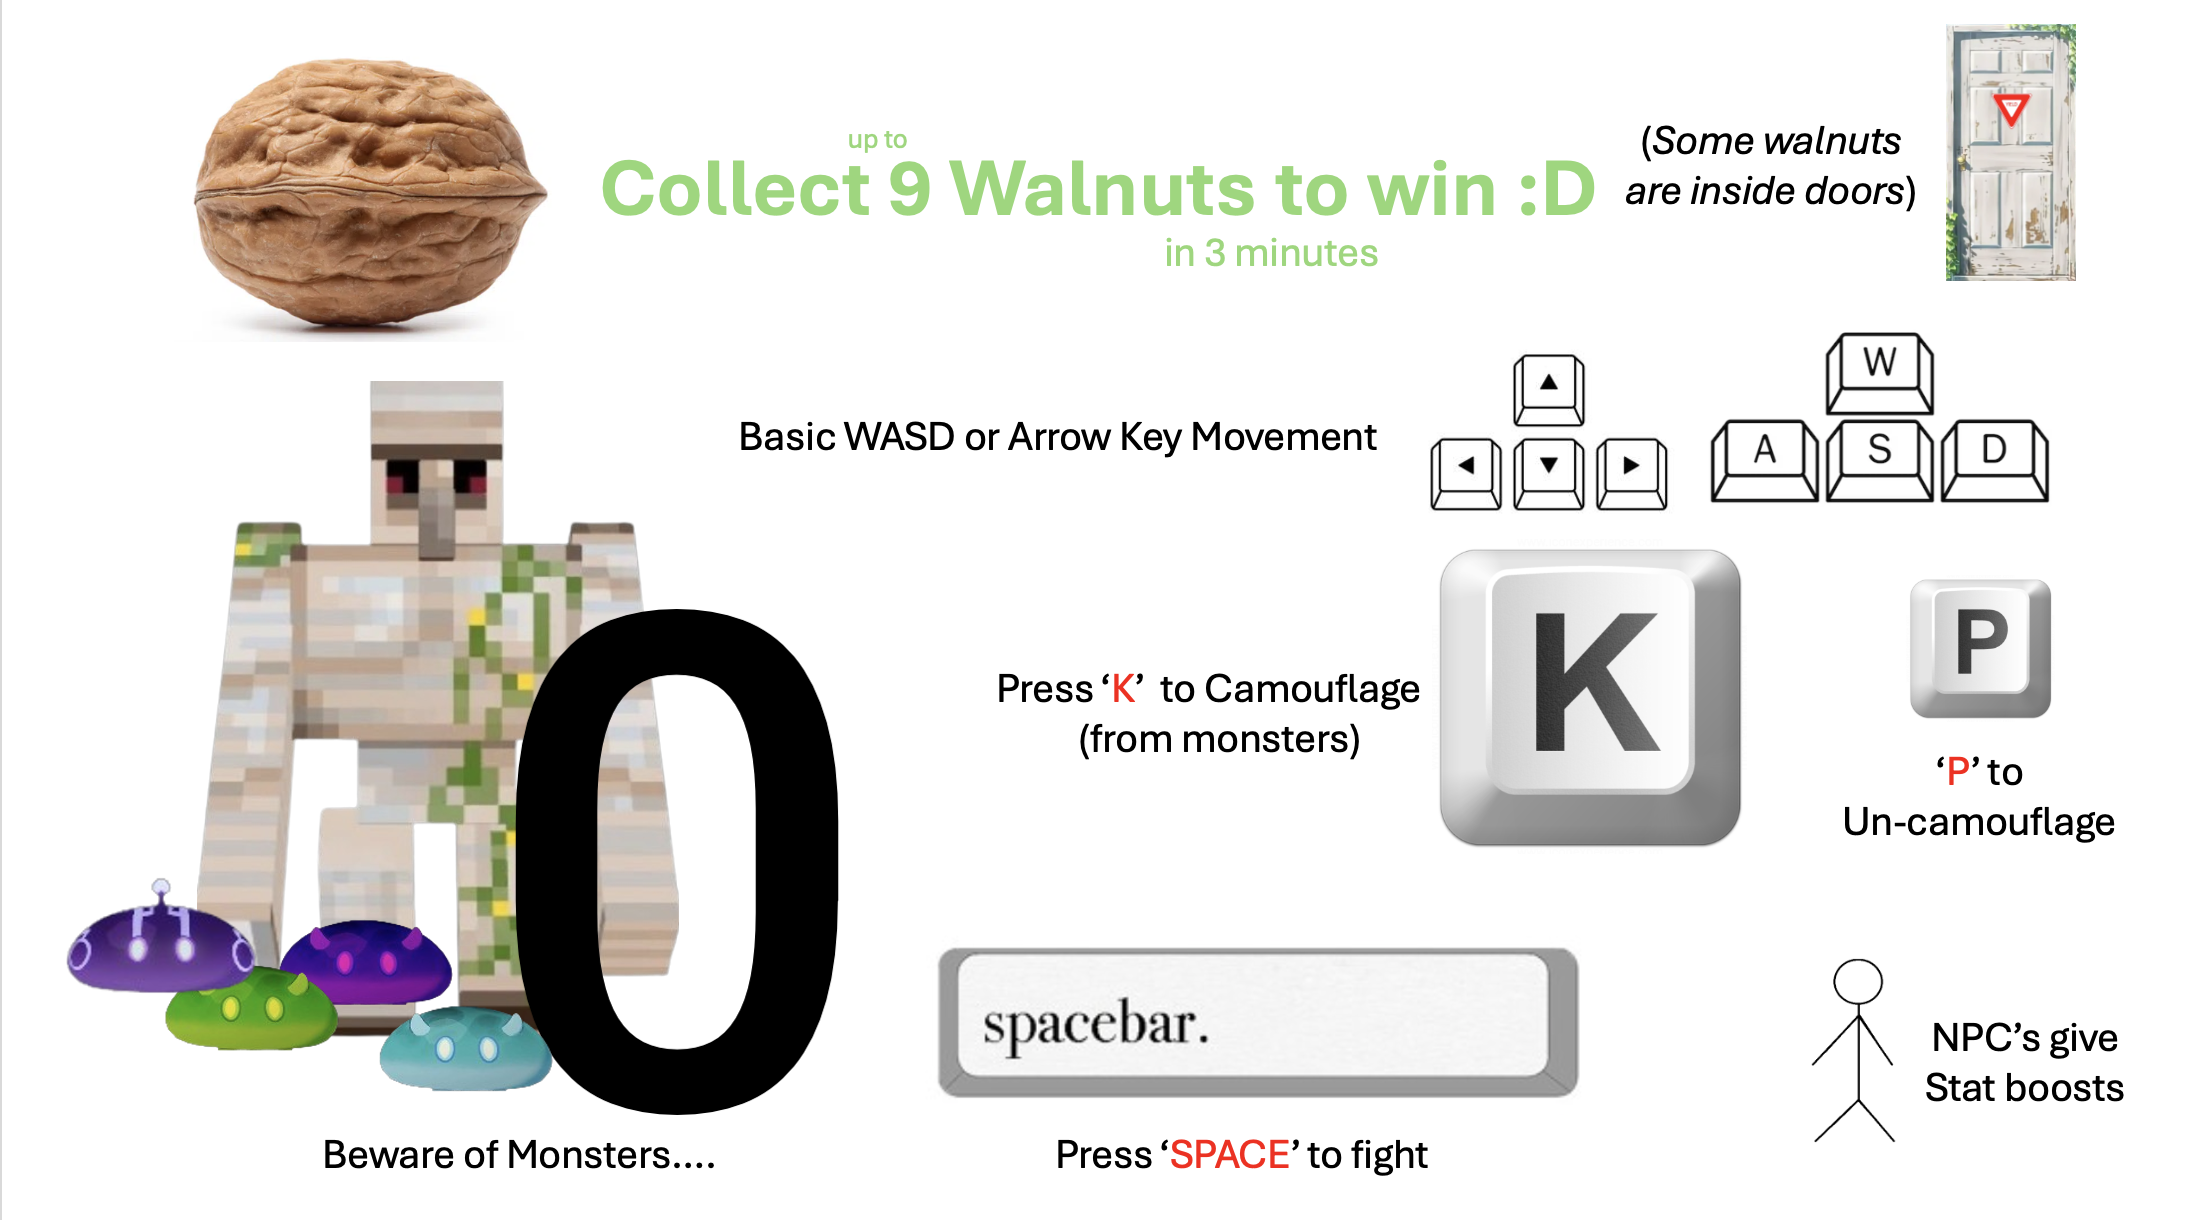 up to
Collect 9 Walnuts to win :D
in 3 minutes
(Some walnuts
are inside doors)
Basic WASD or Arrow Key Movement
W
A S D
Press ‘K’ to Camouflage
(from monsters)
K
P
‘P’ to
Un-camouflage
0
spacebar.
NPC’s give
Stat boosts
Beware of Monsters....
Press ‘SPACE’ to fight